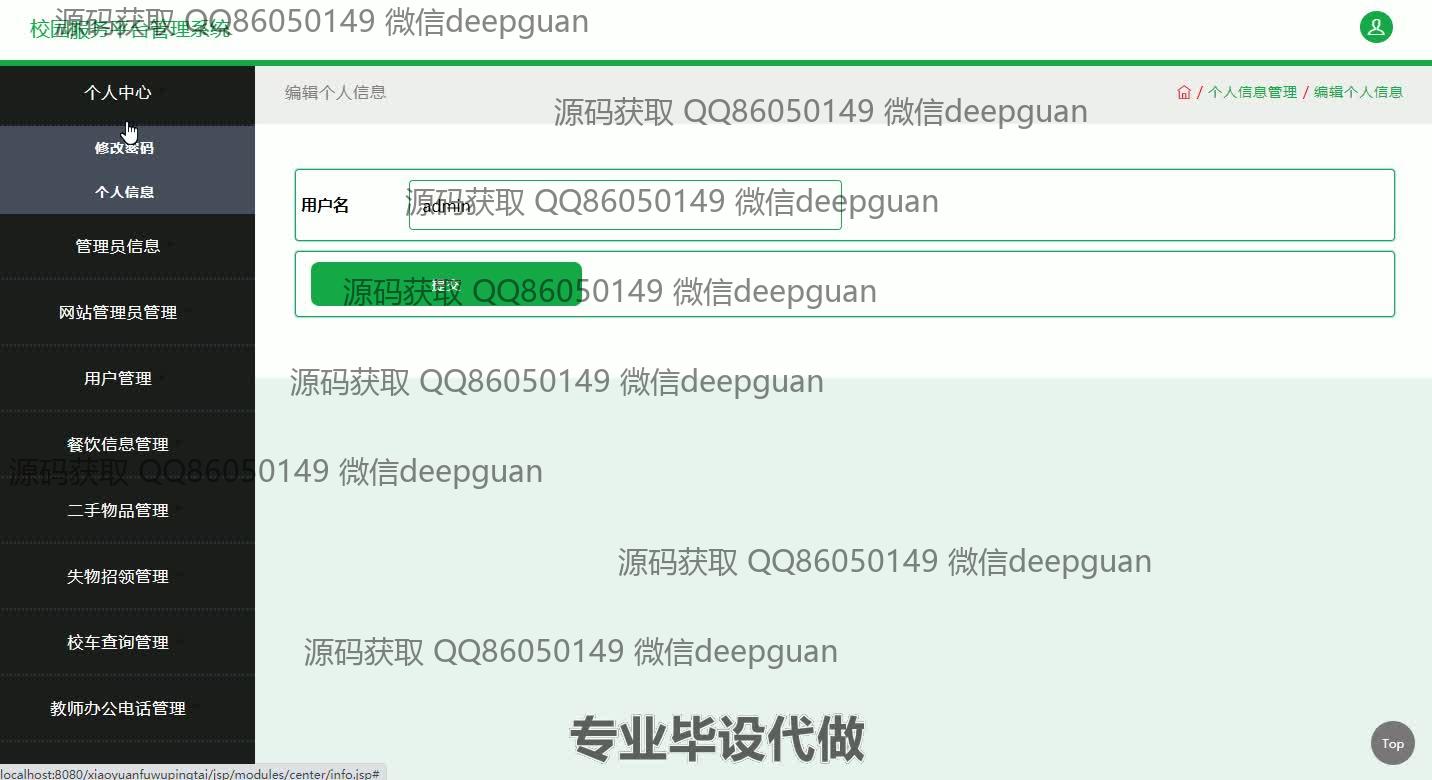 源码获取 QQ86050149 微信deepguan
校园服务平台管理系统
个人中心
编辑个人信息
/ 个人信息管理 / 编辑个人信息
源码获取 QQ86050149 微信deepguan
修改密码
个人信息
用户名
admin
源码获取 QQ86050149 微信deepguan
管理员信息
提交
源码获取 QQ86050149 微信deepguan
网站管理员管理
用户管理
源码获取 QQ86050149 微信deepguan
餐饮信息管理
源码获取 QQ86050149 微信deepguan
二手物品管理
源码获取 QQ86050149 微信deepguan
失物招领管理
校车查询管理
源码获取 QQ86050149 微信deepguan
教师办公电话管理
专业毕设代做
Top
localhost:8080/xiaoyuanfuwupingtai/jsp/modules/center/info.jsp#